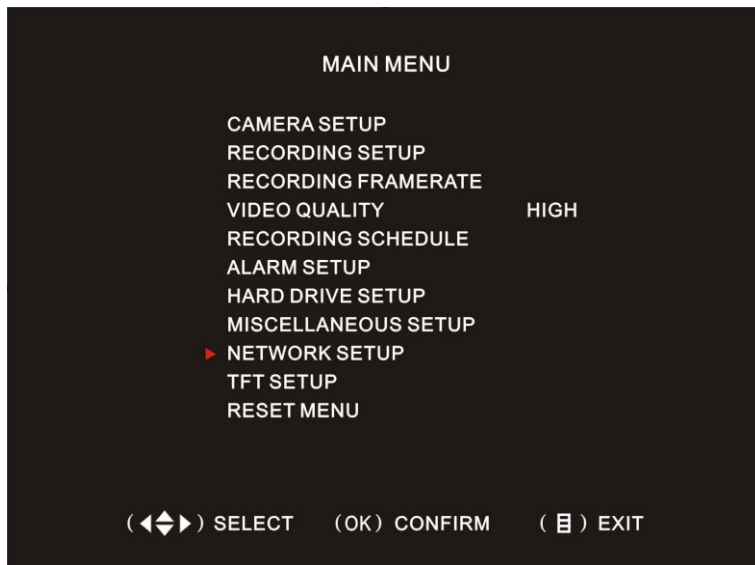 MAIN MENU
CAMERA SETUP
RECORDING SETUP
RECORDING FRAMERATE
VIDEO QUALITY HIGH
RECORDING SCHEDULE
ALARM SETUP
HARD DRIVE SETUP
MISCELLANEOUS SETUP
NETWORK SETUP
TFT SETUP
RESET MENU
(◀◆▶) SELECT (OK) CONFIRM (目) EXIT